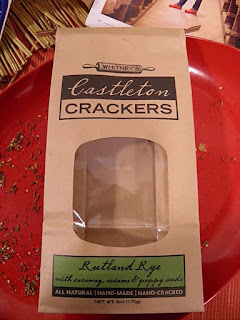 WHITNEY'S
Castleton
CRACKERS
Rutland Rye
with caraway, sesame & poppy seeds
ALL NATURAL | HAND-MADE | HAND-CRACKED
NET. WT. 6oz (170g)